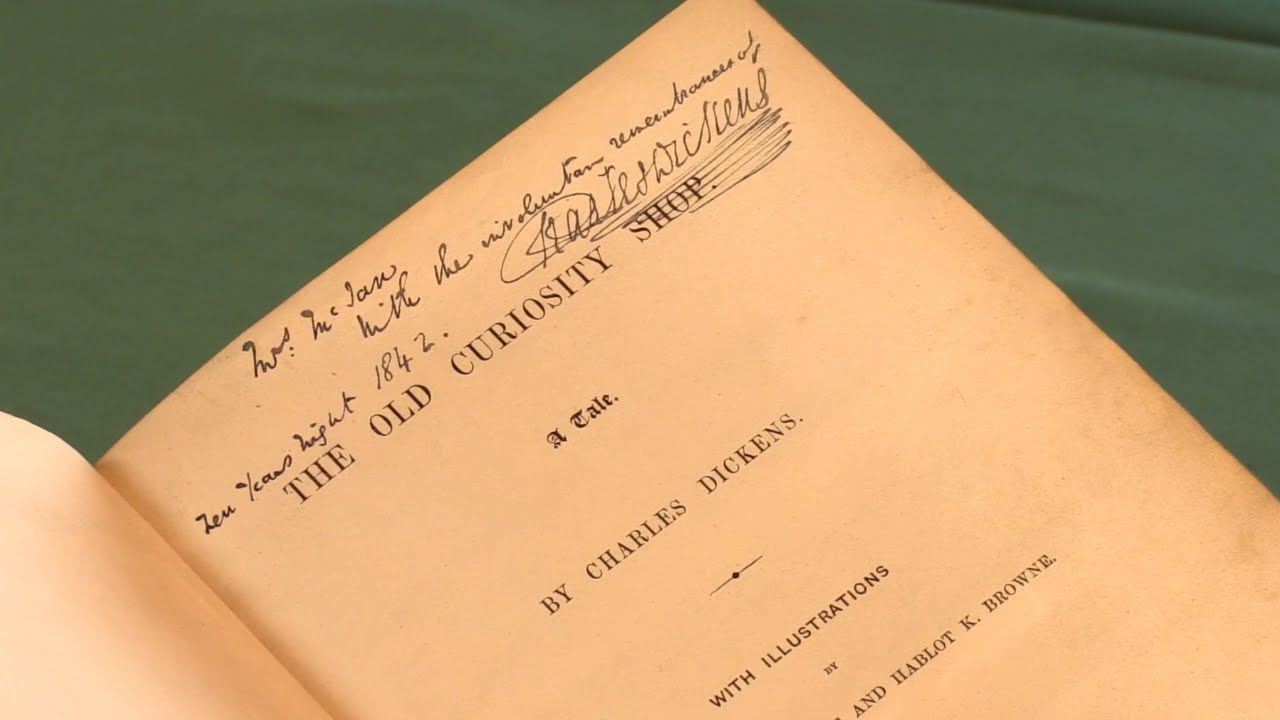 Mrs. McIan
With the involuntary remembrances of
Charles Dickens
New Years Night 1842.
THE OLD CURIOSITY SHOP.
A Tale.
BY CHARLES DICKENS.
WITH ILLUSTRATIONS
BY
AND HABLOT K. BROWNE.